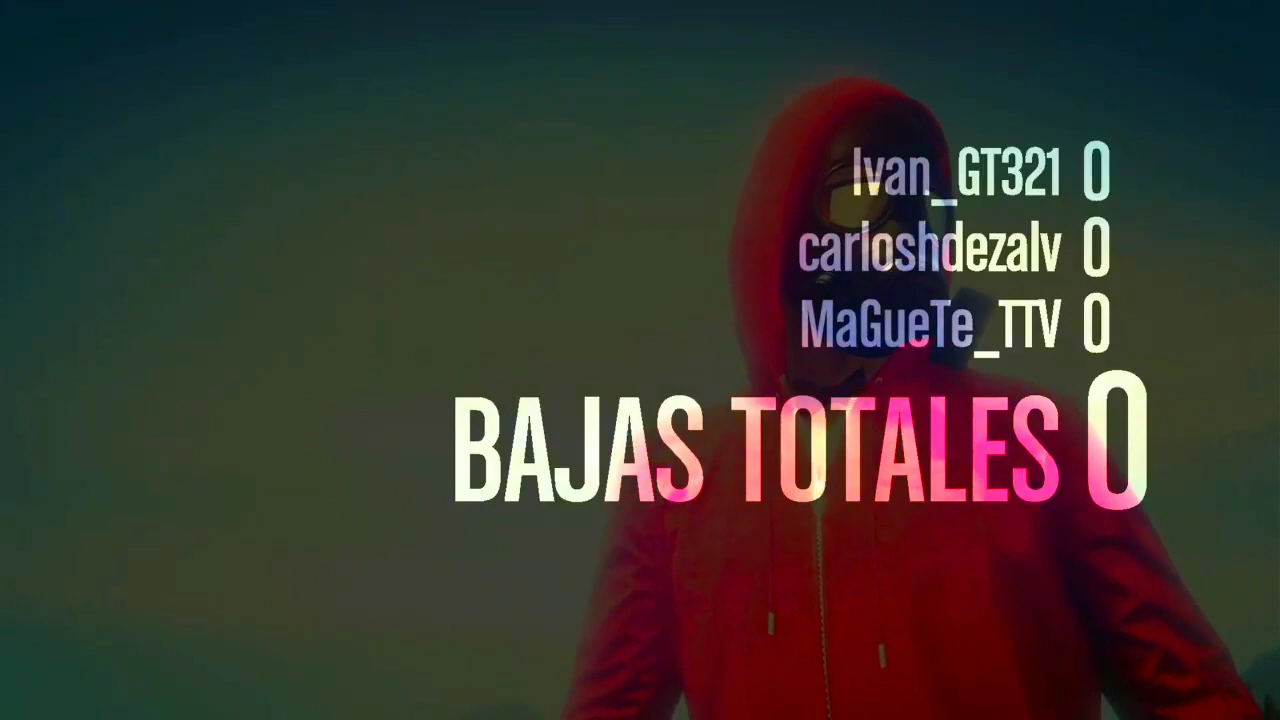 Ivan_GT321 0
carloshdezalv 0
MaGueTe_TTV 0
BAJAS TOTALES 0